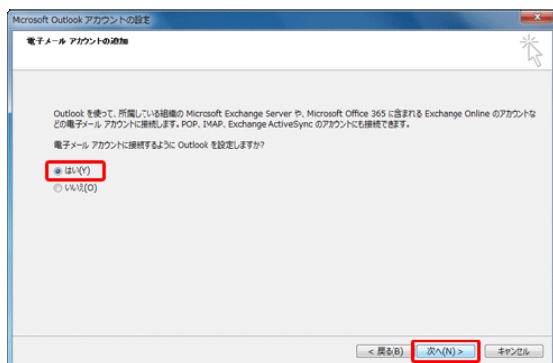 Microsoft Outlook アカウントの設定
電子メール アカウントの追加
Outlook を使って、所属している組織の Microsoft Exchange Server や、Microsoft Office 365 に含まれる Exchange Online のアカウントな
どの電子メール アカウントに接続します。POP、IMAP、Exchange ActiveSync のアカウントにも接続できます。
電子メール アカウントに接続するように Outlook を設定しますか?
はい(Y)
いいえ(O)
< 戻る(B)
次へ(N) >
キャンセル